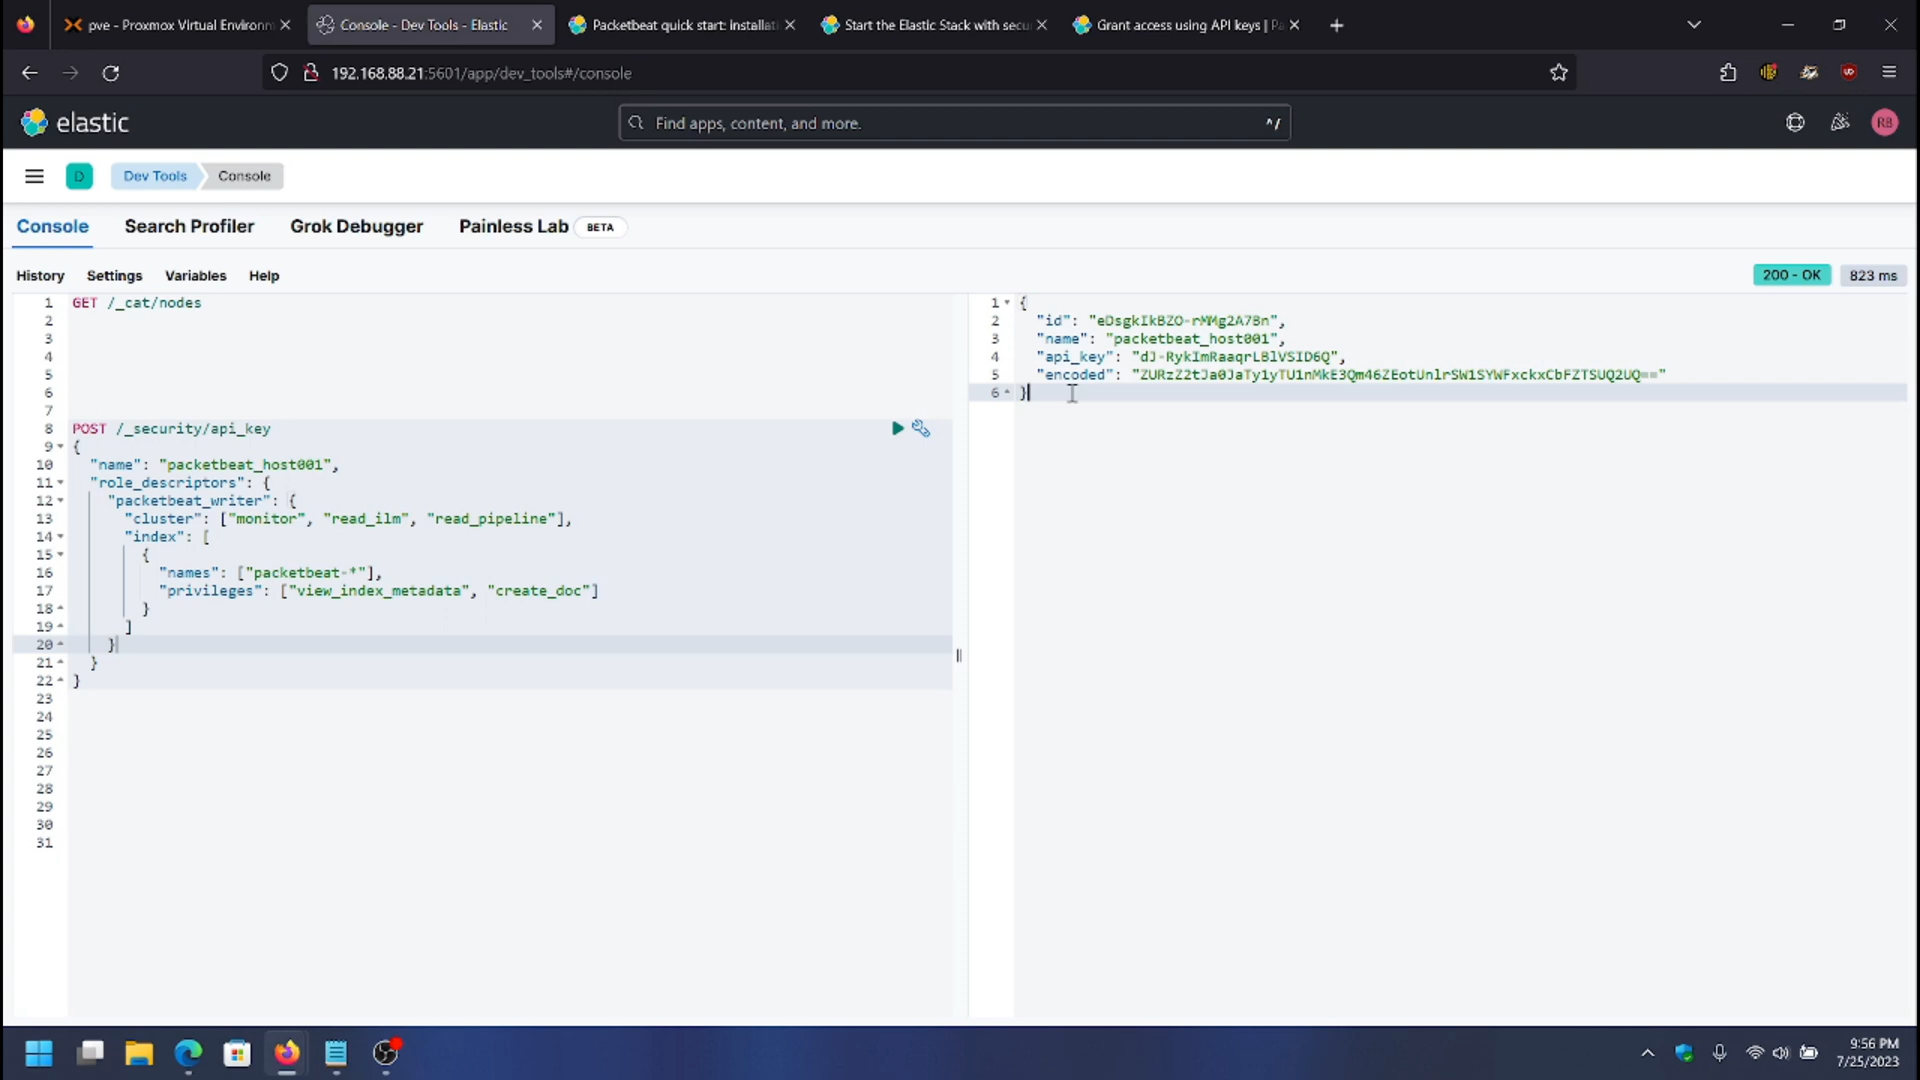 pve - Proxmox Virtual Environm
Console - Dev Tools - Elastic
Packetbeat quick start: installati
Start the Elastic Stack with secu
Grant access using API keys | Pa
192.168.88.21:5601/app/dev_tools#/console
elastic
Find apps, content, and more.
^/
RB
D
Dev Tools
Console
Console
Search Profiler
Grok Debugger
Painless Lab
BETA
History
Settings
Variables
Help
200 - OK
823 ms
1 GET /_cat/nodes
2
3
4
5
6
7
8 POST /_security/api_key
9 {
10 "name": "packetbeat_host001",
11 "role_descriptors": {
12 "packetbeat_writer": {
13 "cluster": ["monitor", "read_ilm", "read_pipeline"],
14 "index": [
15 {
16 "names": ["packetbeat-*"],
17 "privileges": ["view_index_metadata", "create_doc"]
18 }
19 ]
20 }
21 }
22 }
23
24
25
26
27
28
29
30
31
1 {
2 "id": "eDsgkIkBZO-rMMg2A7Bn",
3 "name": "packetbeat_host001",
4 "api_key": "dJ-RykImRaaqrLBlVSID6Q",
5 "encoded": "ZURzZ2tJa0JaTy1yTU1nMkE3Qm46ZEotUnlrSW1SYWFxckxCbFZTSUQ2UQ=="
6 }
9:56 PM
7/25/2023